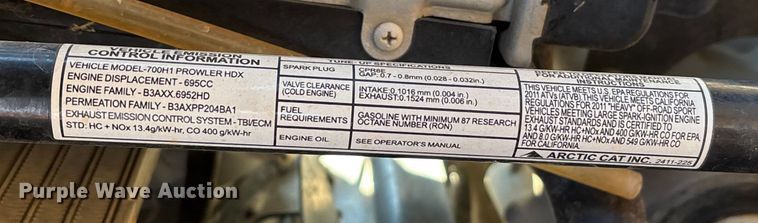 VEHICLE EMISSION
CONTROL INFORMATION
VEHICLE MODEL-700H1 PROWLER HDX
ENGINE DISPLACEMENT - 695CC
ENGINE FAMILY - B3AXX.6952HD
PERMEATION FAMILY - B3AXPP204BA1
EXHAUST EMISSION CONTROL SYSTEM - TBI/ECM
STD: HC + NOx 13.4g/kw-hr, CO 400 g/kW-hr
TUNE-UP SPECIFICATIONS
SPARK PLUG
GAP: 0.7 - 0.8mm (0.028 - 0.032in.)
VALVE CLEARANCE
(COLD ENGINE)
INTAKE:0.1016 mm (0.004 in.)
EXHAUST:0.1524 mm (0.006 in.)
FUEL
REQUIREMENTS
GASOLINE WITH MINIMUM 87 RESEARCH
OCTANE NUMBER (RON)
ENGINE OIL
SEE OPERATOR'S MANUAL
INSTRUCTIONS
THIS VEHICLE MEETS U.S. EPA REGULATIONS FOR
2011 ATVs (ATV8) THIS VEHICLE MEETS CALIFORNIA
REGULATIONS FOR 2011 "HEAVY" OFF-ROAD SPORT
VEHICLES MEETING LARGE SPARK-IGNITION ENGINE
EXHAUST STANDARDS AND IS CERTIFIED TO
13.4 G/KW-HR HC+NOx AND 400 G/KW-HR CO FOR EPA,
AND 8.0 G/KW-HR HC+NOx AND 549 G/KW-HR CO
FOR CALIFORNIA.
ARCTIC CAT INC. 2411-225
Purple Wave Auction